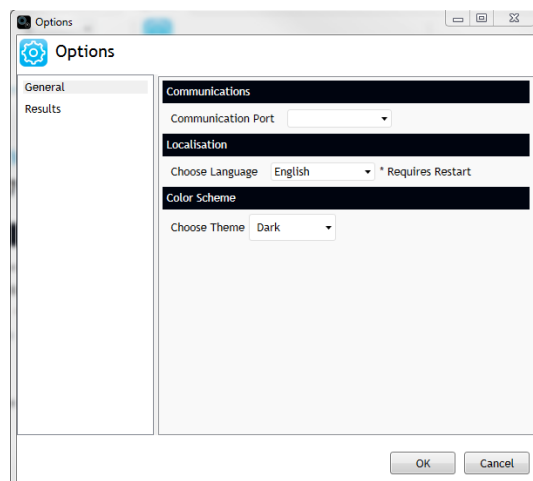 Options
Options
General
Results
Communications
Communication Port
Localisation
Choose Language English * Requires Restart
Color Scheme
Choose Theme Dark
OK Cancel